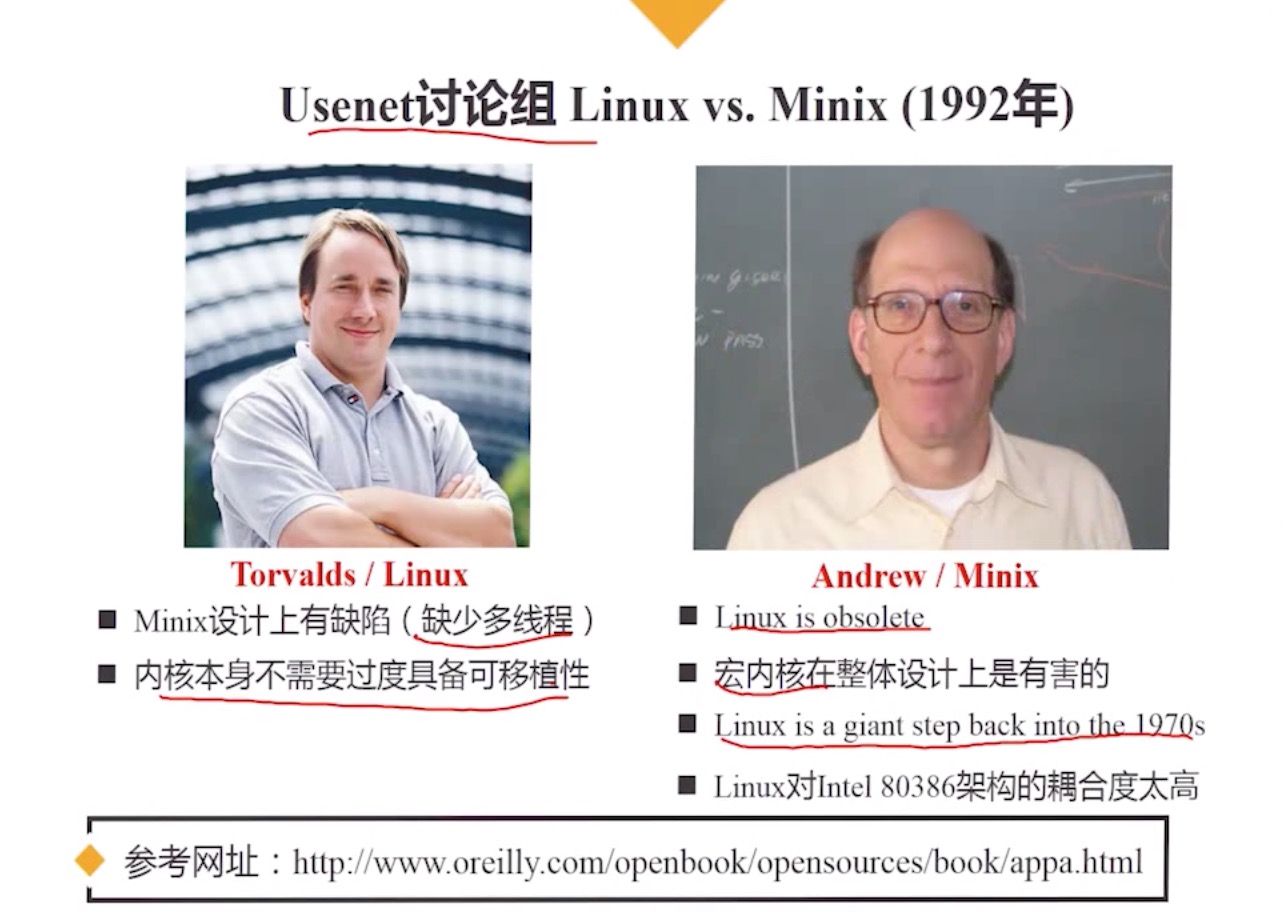 Usenet讨论组 Linux vs. Minix (1992年)
Torvalds / Linux
■ Minix设计上有缺陷（缺少多线程）
■ 内核本身不需要过度具备可移植性
Andrew / Minix
■ Linux is obsolete
■ 宏内核在整体设计上是有害的
■ Linux is a giant step back into the 1970s
■ Linux对Intel 80386架构的耦合度太高
参考网址：http://www.oreilly.com/openbook/opensources/book/appa.html